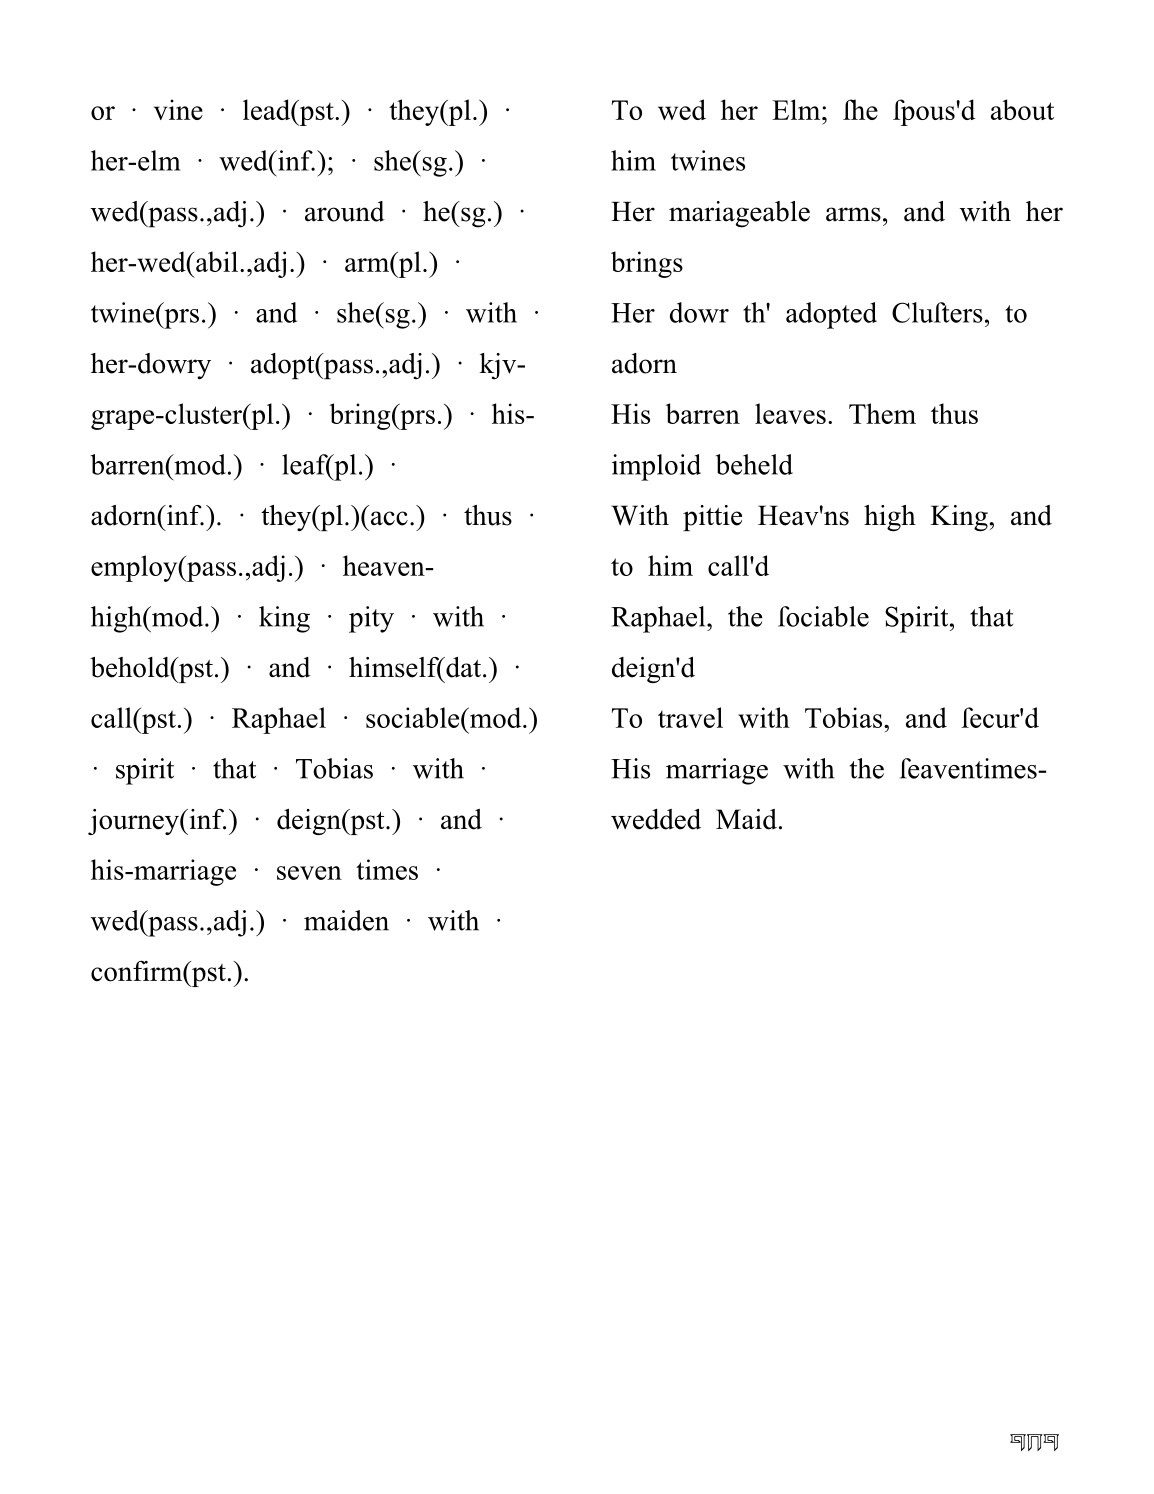 or · vine · lead(pst.) · they(pl.) ·
her-elm · wed(inf.); · she(sg.) ·
wed(pass.,adj.) · around · he(sg.) ·
her-wed(abil.,adj.) · arm(pl.) ·
twine(prs.) · and · she(sg.) · with ·
her-dowry · adopt(pass.,adj.) · kjv-
grape-cluster(pl.) · bring(prs.) · his-
barren(mod.) · leaf(pl.) ·
adorn(inf.). · they(pl.)(acc.) · thus ·
employ(pass.,adj.) · heaven-
high(mod.) · king · pity · with ·
behold(pst.) · and · himself(dat.) ·
call(pst.) · Raphael · sociable(mod.)
· spirit · that · Tobias · with ·
journey(inf.) · deign(pst.) · and ·
his-marriage · seven times ·
wed(pass.,adj.) · maiden · with ·
confirm(pst.).
To wed her Elm; ſhe ſpous'd about
him twines
Her mariageable arms, and with her
brings
Her dowr th' adopted Cluſters, to
adorn
His barren leaves. Them thus
imploid beheld
With pittie Heav'ns high King, and
to him call'd
Raphael, the ſociable Spirit, that
deign'd
To travel with Tobias, and ſecur'd
His marriage with the ſeaventimes-
wedded Maid.